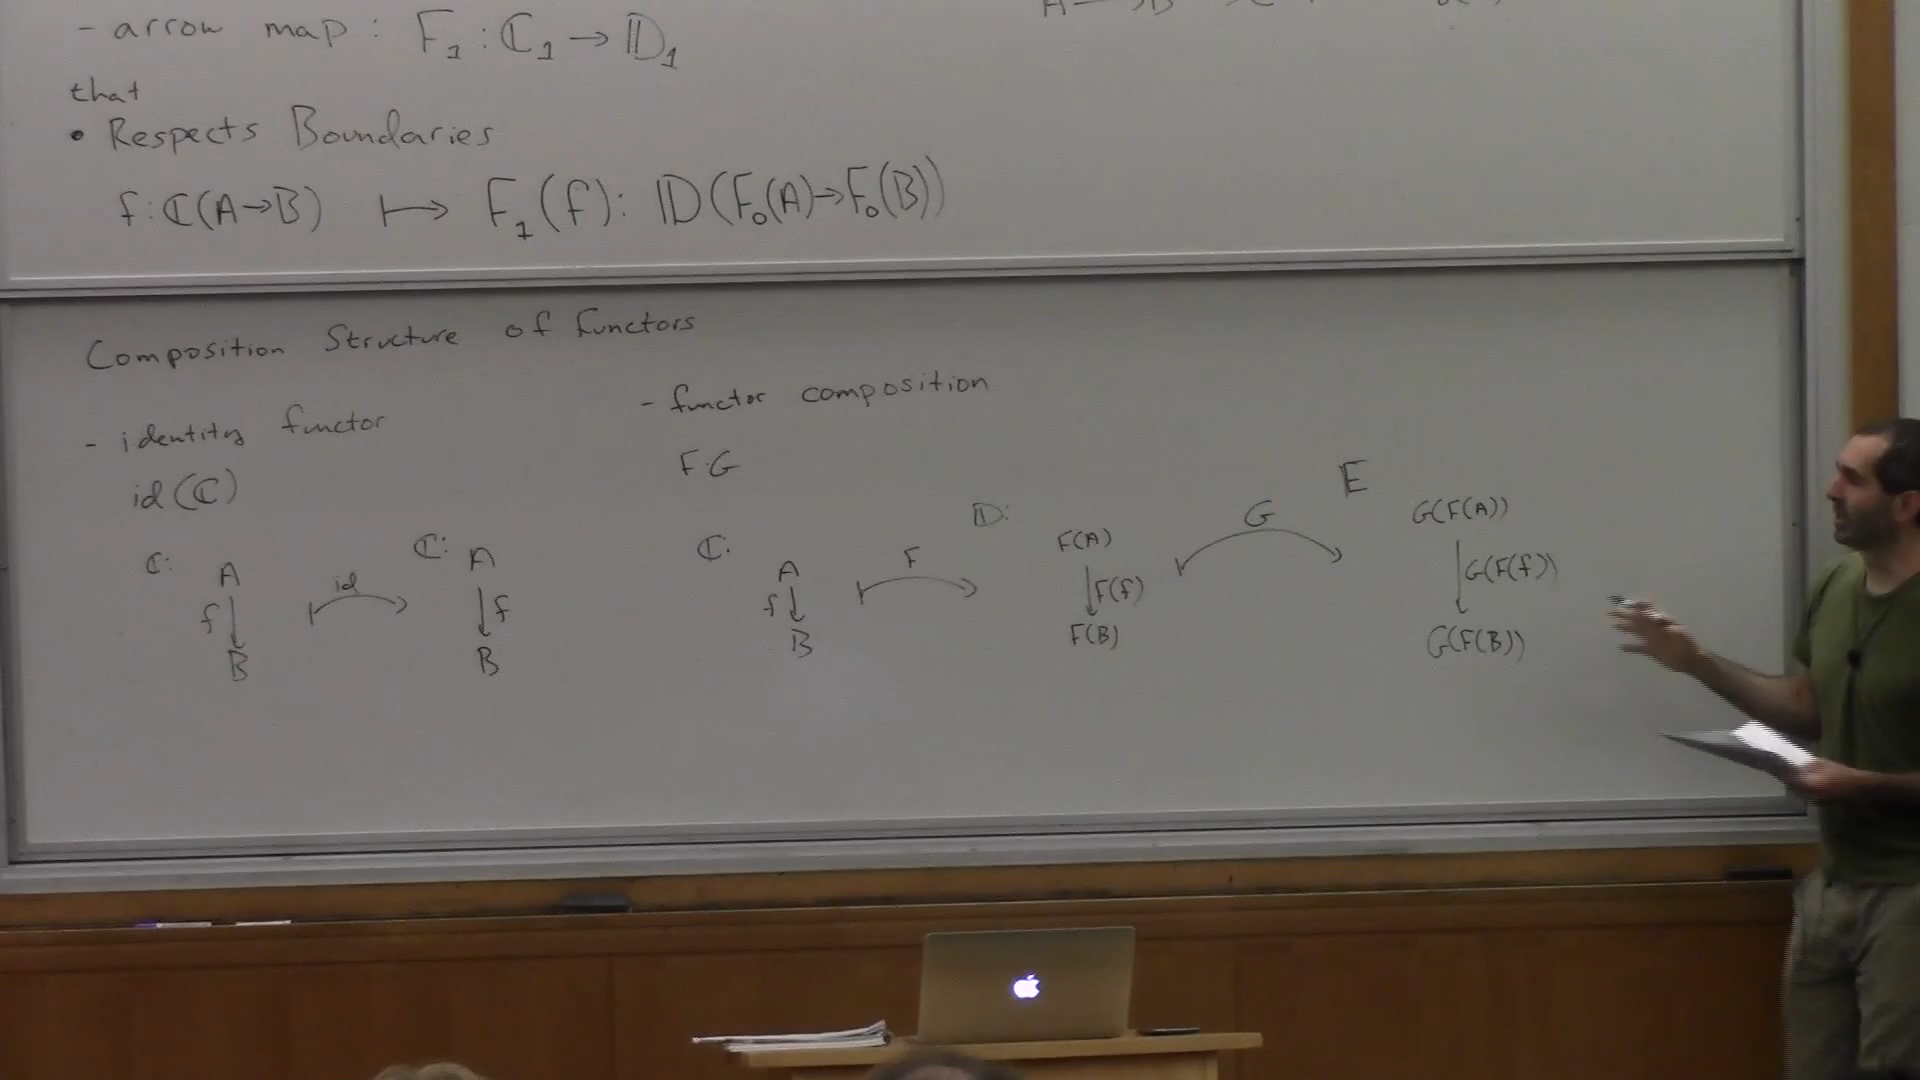 - arrow map : F₁ : ℂ₁ → 𝔻₁
that
• Respects Boundaries
f : ℂ(A→B) ↦ F₁(f) : 𝔻(F₀(A)→F₀(B))
Composition Structure of Functors
- identity functor
id(ℂ)
ℂ: A f B
id
ℂ: A f B
- functor composition
F·G
ℂ: A f B
F
𝔻: F(A) F(f) F(B)
G
E G(F(A)) G(F(f)) G(F(B))